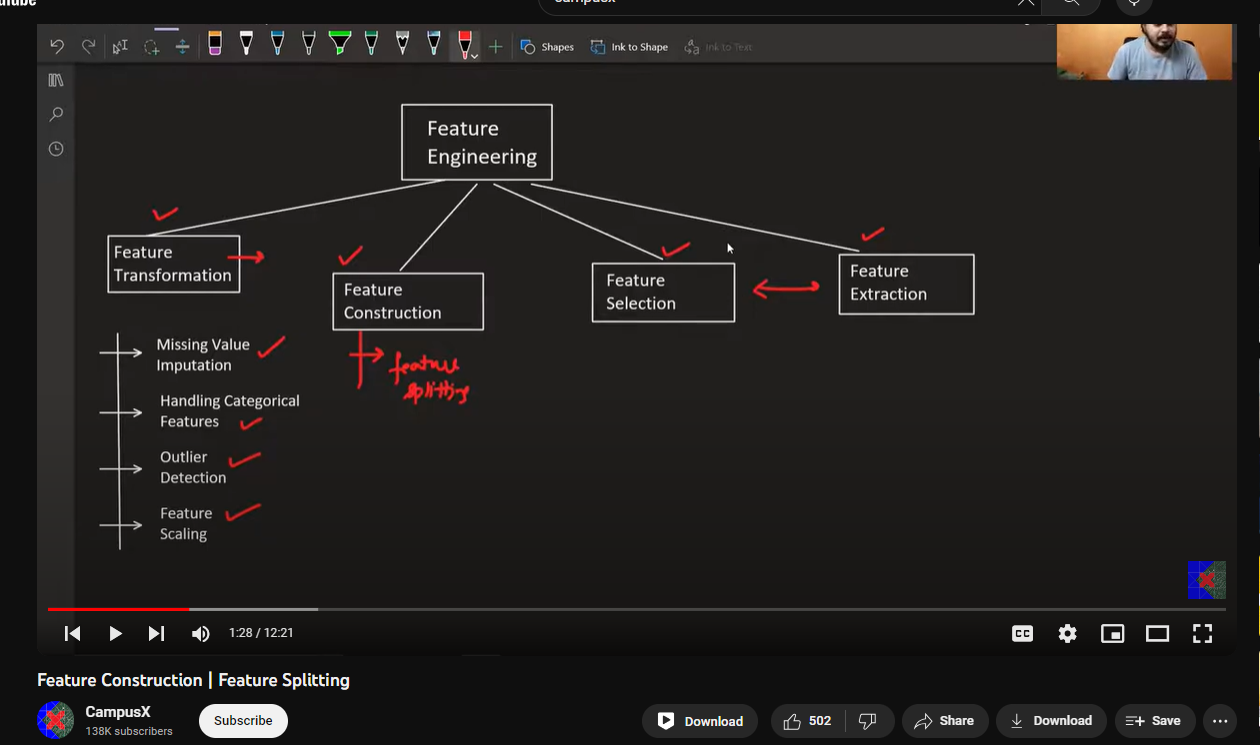 Shapes
Ink to Shape
Ink to Text
Feature
Engineering
Feature
Transformation
Feature
Construction
Feature
Selection
Feature
Extraction
Missing Value
Imputation
feature
splitting
Handling Categorical
Features
Outlier
Detection
Feature
Scaling
1:28 / 12:21
CC
Feature Construction | Feature Splitting
CampusX
138K subscribers
Subscribe
Download
502
Share
Download
Save